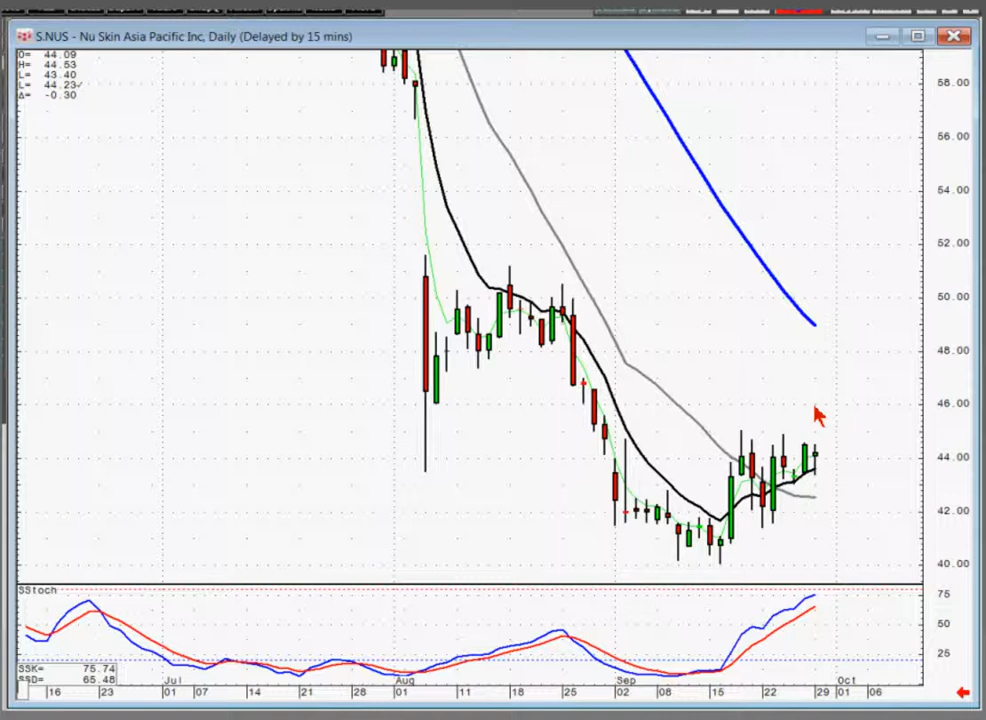 S.NUS - Nu Skin Asia Pacific Inc, Daily (Delayed by 15 mins)
O= 44.09
H= 44.53
L= 43.40
L= 44.23
Δ= -0.30
58.00
56.00
54.00
52.00
50.00
48.00
46.00
44.00
42.00
40.00
SStoch
75
50
25
SSK= 75.74
SSD= 65.48
Jul Aug Sep Oct
16 23 01 07 14 21 28 01 11 18 25 02 08 15 22 29 01 06